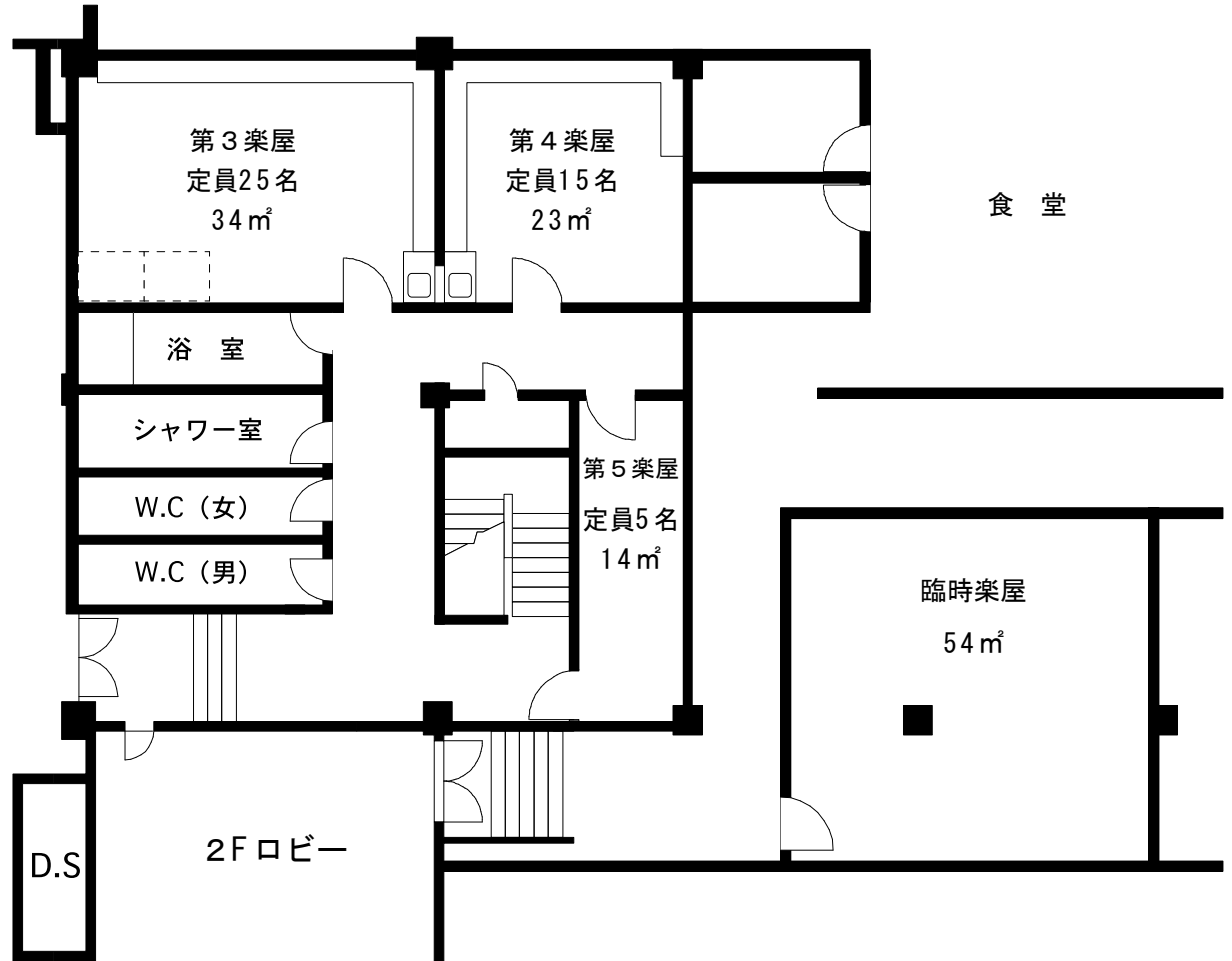 第３楽屋
定員25名
34㎡
第４楽屋
定員15名
23㎡
食　堂
浴　室
シャワー室
W.C（女）
W.C（男）
第５楽屋
定員5名
14㎡
臨時楽屋
54㎡
２Fロビー
D.S